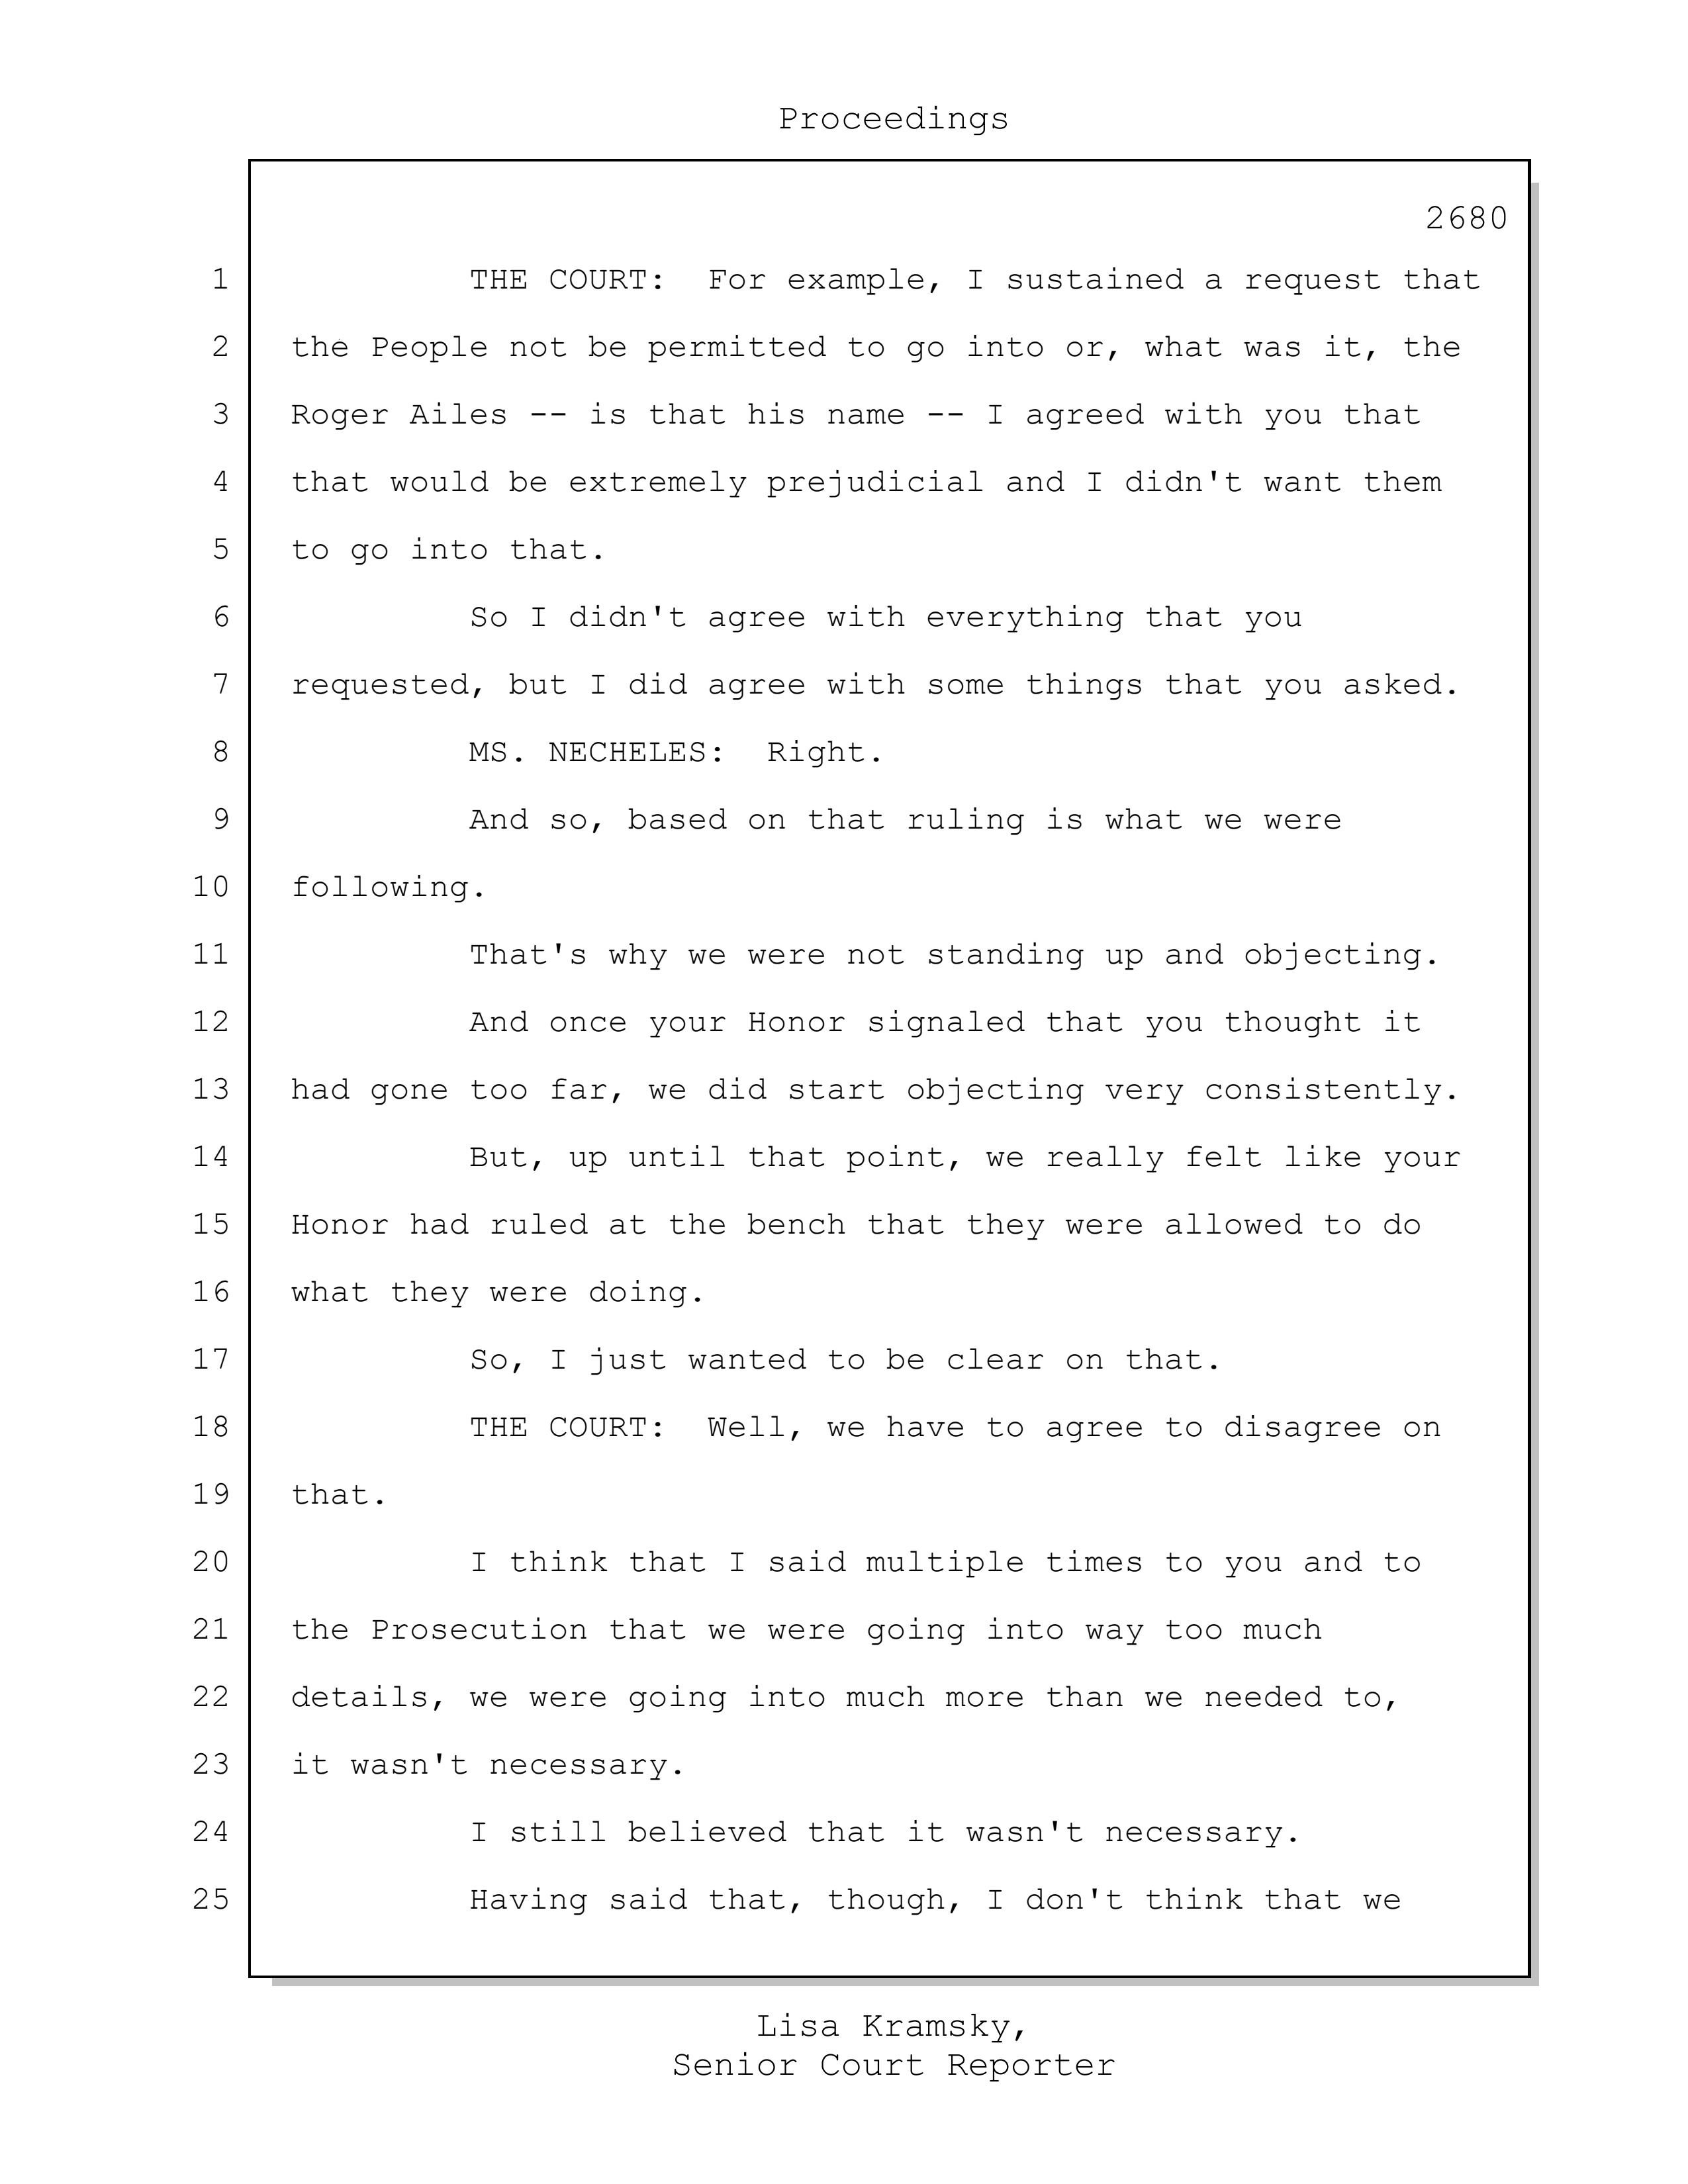 Proceedings
2680
1 THE COURT: For example, I sustained a request that
2 the People not be permitted to go into or, what was it, the
3 Roger Ailes -- is that his name -- I agreed with you that
4 that would be extremely prejudicial and I didn't want them
5 to go into that.
6 So I didn't agree with everything that you
7 requested, but I did agree with some things that you asked.
8 MS. NECHELES: Right.
9 And so, based on that ruling is what we were
10 following.
11 That's why we were not standing up and objecting.
12 And once your Honor signaled that you thought it
13 had gone too far, we did start objecting very consistently.
14 But, up until that point, we really felt like your
15 Honor had ruled at the bench that they were allowed to do
16 what they were doing.
17 So, I just wanted to be clear on that.
18 THE COURT: Well, we have to agree to disagree on
19 that.
20 I think that I said multiple times to you and to
21 the Prosecution that we were going into way too much
22 details, we were going into much more than we needed to,
23 it wasn't necessary.
24 I still believed that it wasn't necessary.
25 Having said that, though, I don't think that we
Lisa Kramsky,
Senior Court Reporter